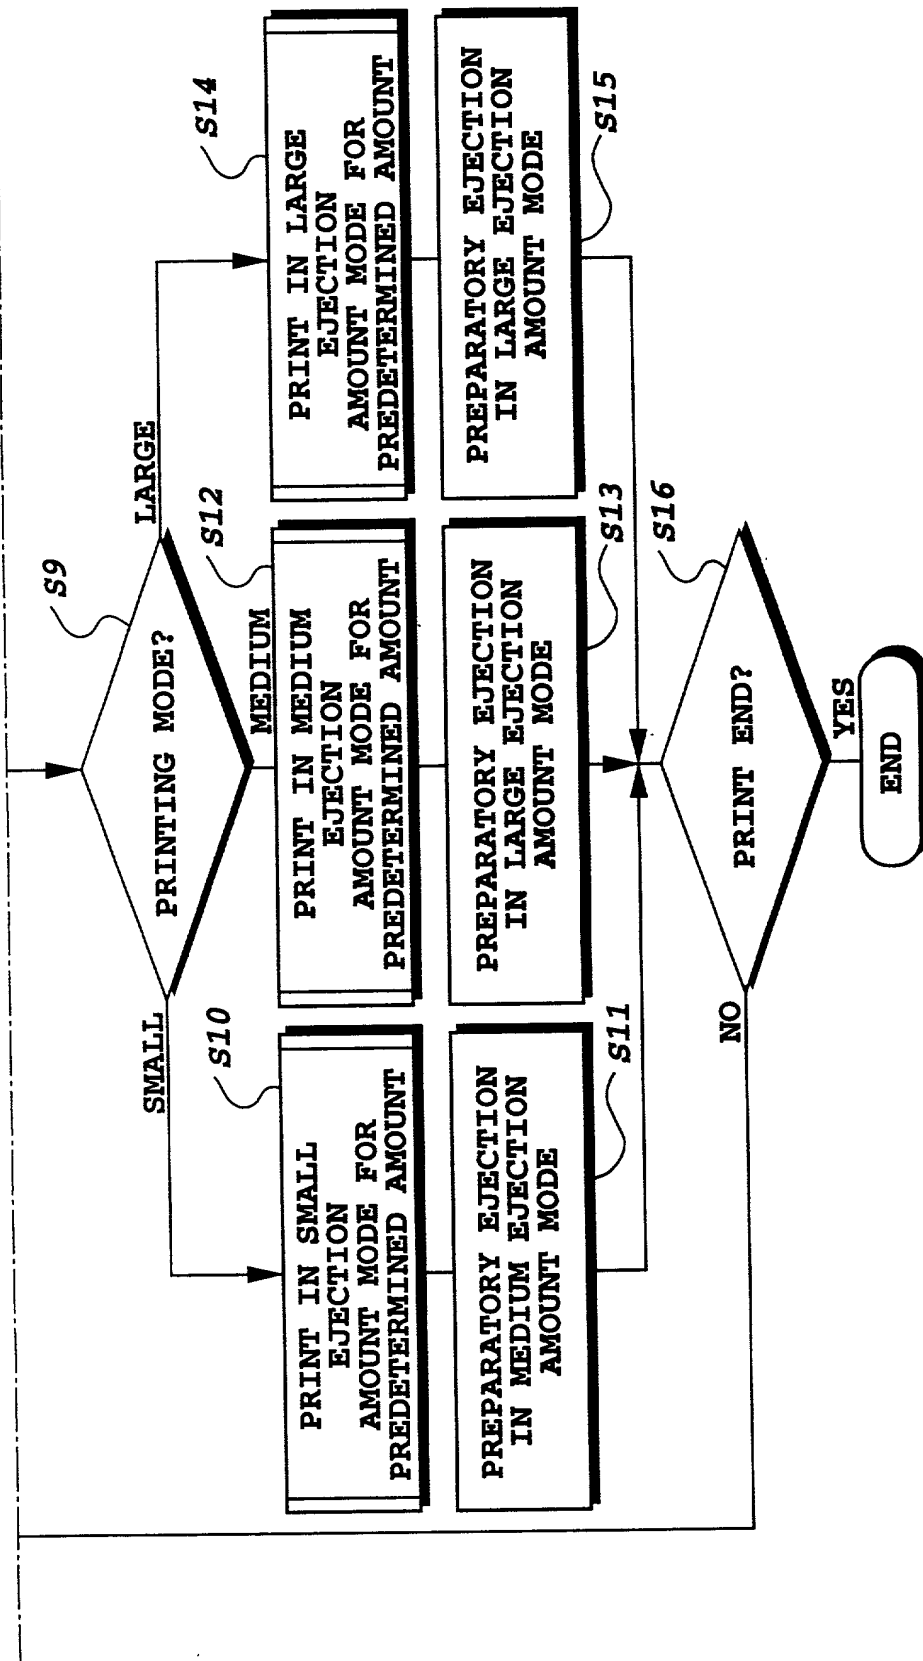 S9
PRINTING MODE?
SMALL
MEDIUM
LARGE
S10
PRINT IN SMALL
EJECTION
AMOUNT MODE FOR
PREDETERMINED AMOUNT
S12
PRINT IN MEDIUM
EJECTION
AMOUNT MODE FOR
PREDETERMINED AMOUNT
S14
PRINT IN LARGE
EJECTION
AMOUNT MODE FOR
PREDETERMINED AMOUNT
PREPARATORY EJECTION
IN MEDIUM EJECTION
AMOUNT MODE
S11
PREPARATORY EJECTION
IN LARGE EJECTION
AMOUNT MODE
S13
PREPARATORY EJECTION
IN LARGE EJECTION
AMOUNT MODE
S15
S16
PRINT END?
NO
YES
END